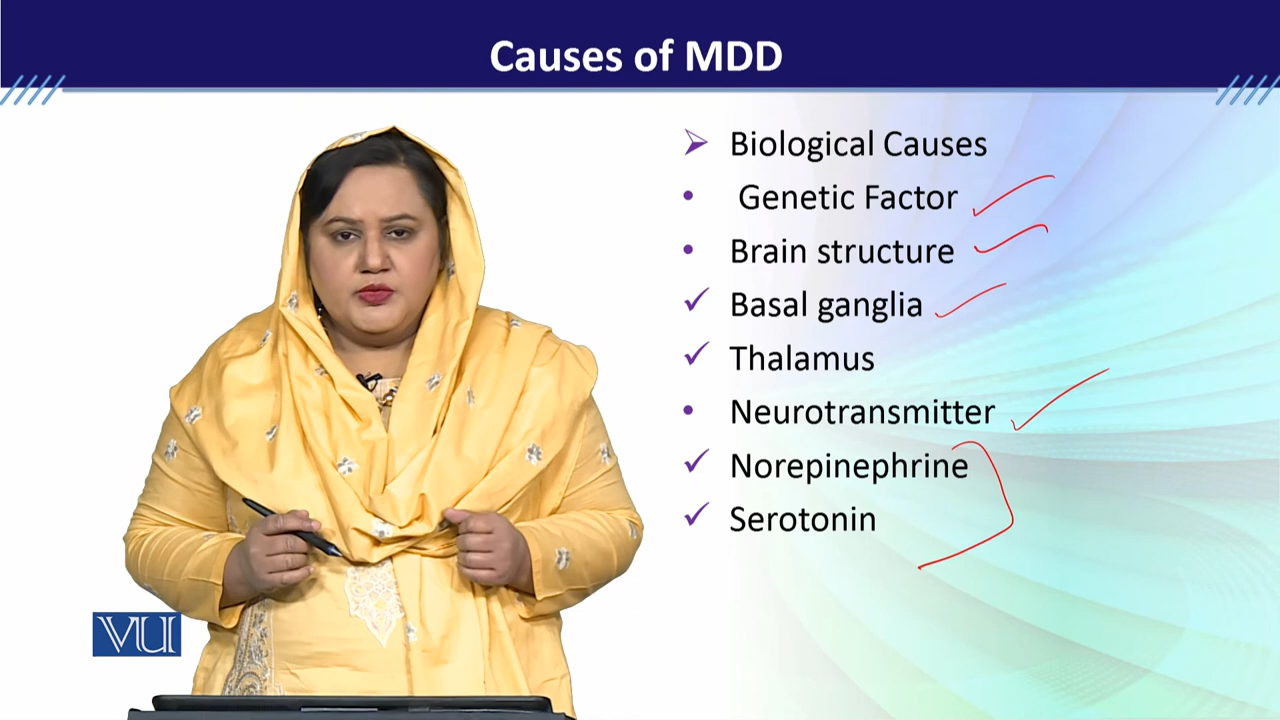 Causes of MDD
Biological Causes
Genetic Factor
Brain structure
Basal ganglia
Thalamus
Neurotransmitter
Norepinephrine
Serotonin
VU